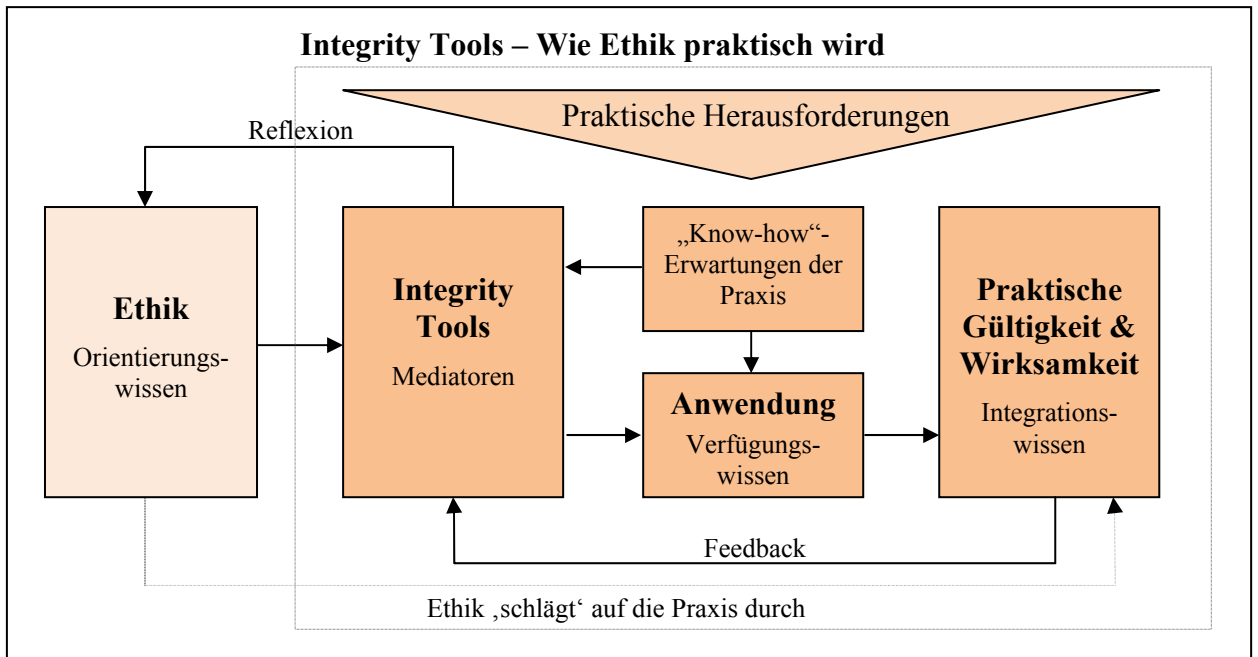 Integrity Tools – Wie Ethik praktisch wird
Praktische Herausforderungen
Reflexion
Ethik
Orientierungs-
wissen
Integrity
Tools
Mediatoren
„Know-how“-
Erwartungen der
Praxis
Anwendung
Verfügungs-
wissen
Praktische
Gültigkeit &
Wirksamkeit
Integrations-
wissen
Feedback
Ethik ‚schlägt‘ auf die Praxis durch